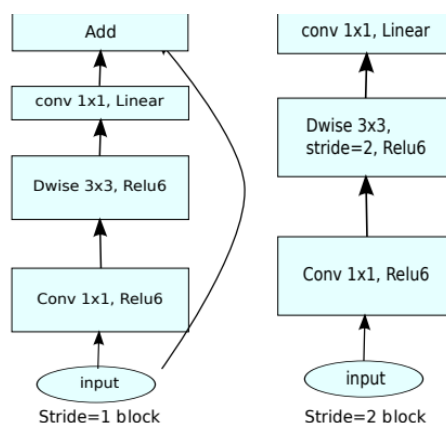 Add
conv 1x1, Linear
Dwise 3x3, Relu6
Conv 1x1, Relu6
input
Stride=1 block
conv 1x1, Linear
Dwise 3x3,
stride=2, Relu6
Conv 1x1, Relu6
input
Stride=2 block